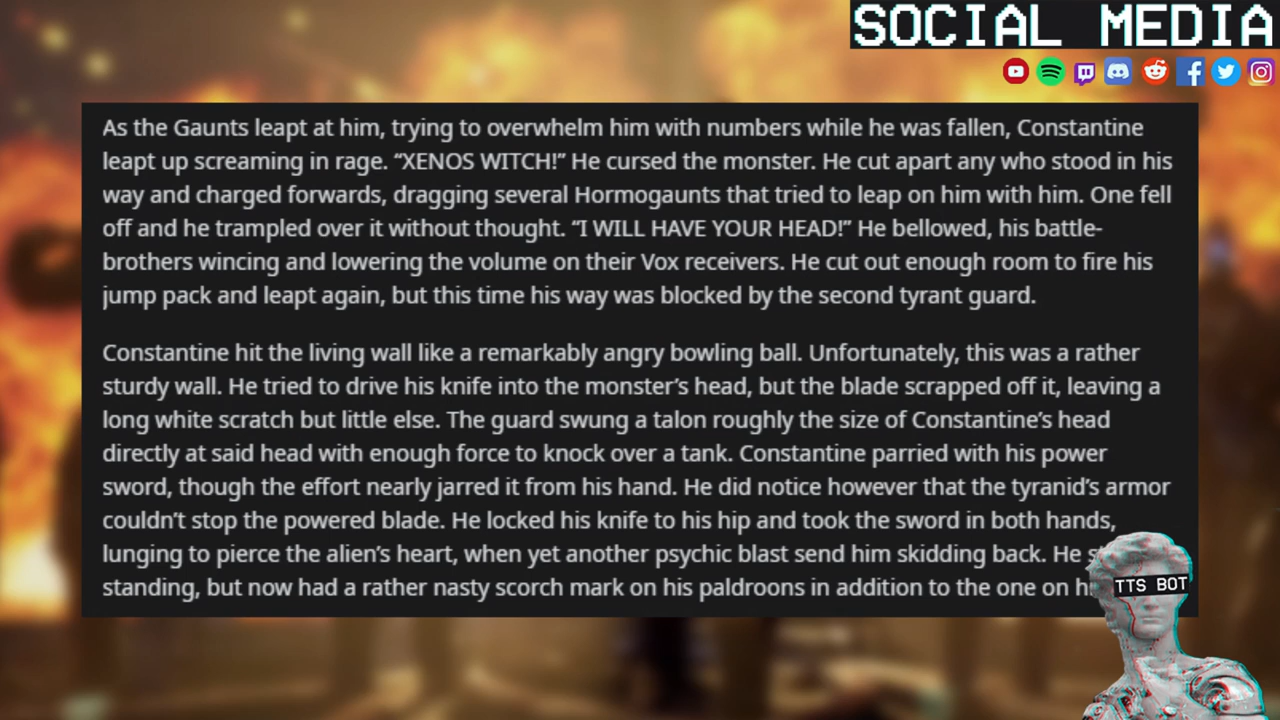 SOCIAL MEDIA
As the Gaunts leapt at him, trying to overwhelm him with numbers while he was fallen, Constantine
leapt up screaming in rage. “XENOS WITCH!” He cursed the monster. He cut apart any who stood in his
way and charged forwards, dragging several Hormogaunts that tried to leap on him with him. One fell
off and he trampled over it without thought. “I WILL HAVE YOUR HEAD!” He bellowed, his battle-
brothers wincing and lowering the volume on their Vox receivers. He cut out enough room to fire his
jump pack and leapt again, but this time his way was blocked by the second tyrant guard.
Constantine hit the living wall like a remarkably angry bowling ball. Unfortunately, this was a rather
sturdy wall. He tried to drive his knife into the monster’s head, but the blade scrapped off it, leaving a
long white scratch but little else. The guard swung a talon roughly the size of Constantine’s head
directly at said head with enough force to knock over a tank. Constantine parried with his power
sword, though the effort nearly jarred it from his hand. He did notice however that the tyranid’s armor
couldn’t stop the powered blade. He locked his knife to his hip and took the sword in both hands,
lunging to pierce the alien’s heart, when yet another psychic blast send him skidding back. He
standing, but now had a rather nasty scorch mark on his paldroons in addition to the one on
TTS BOT